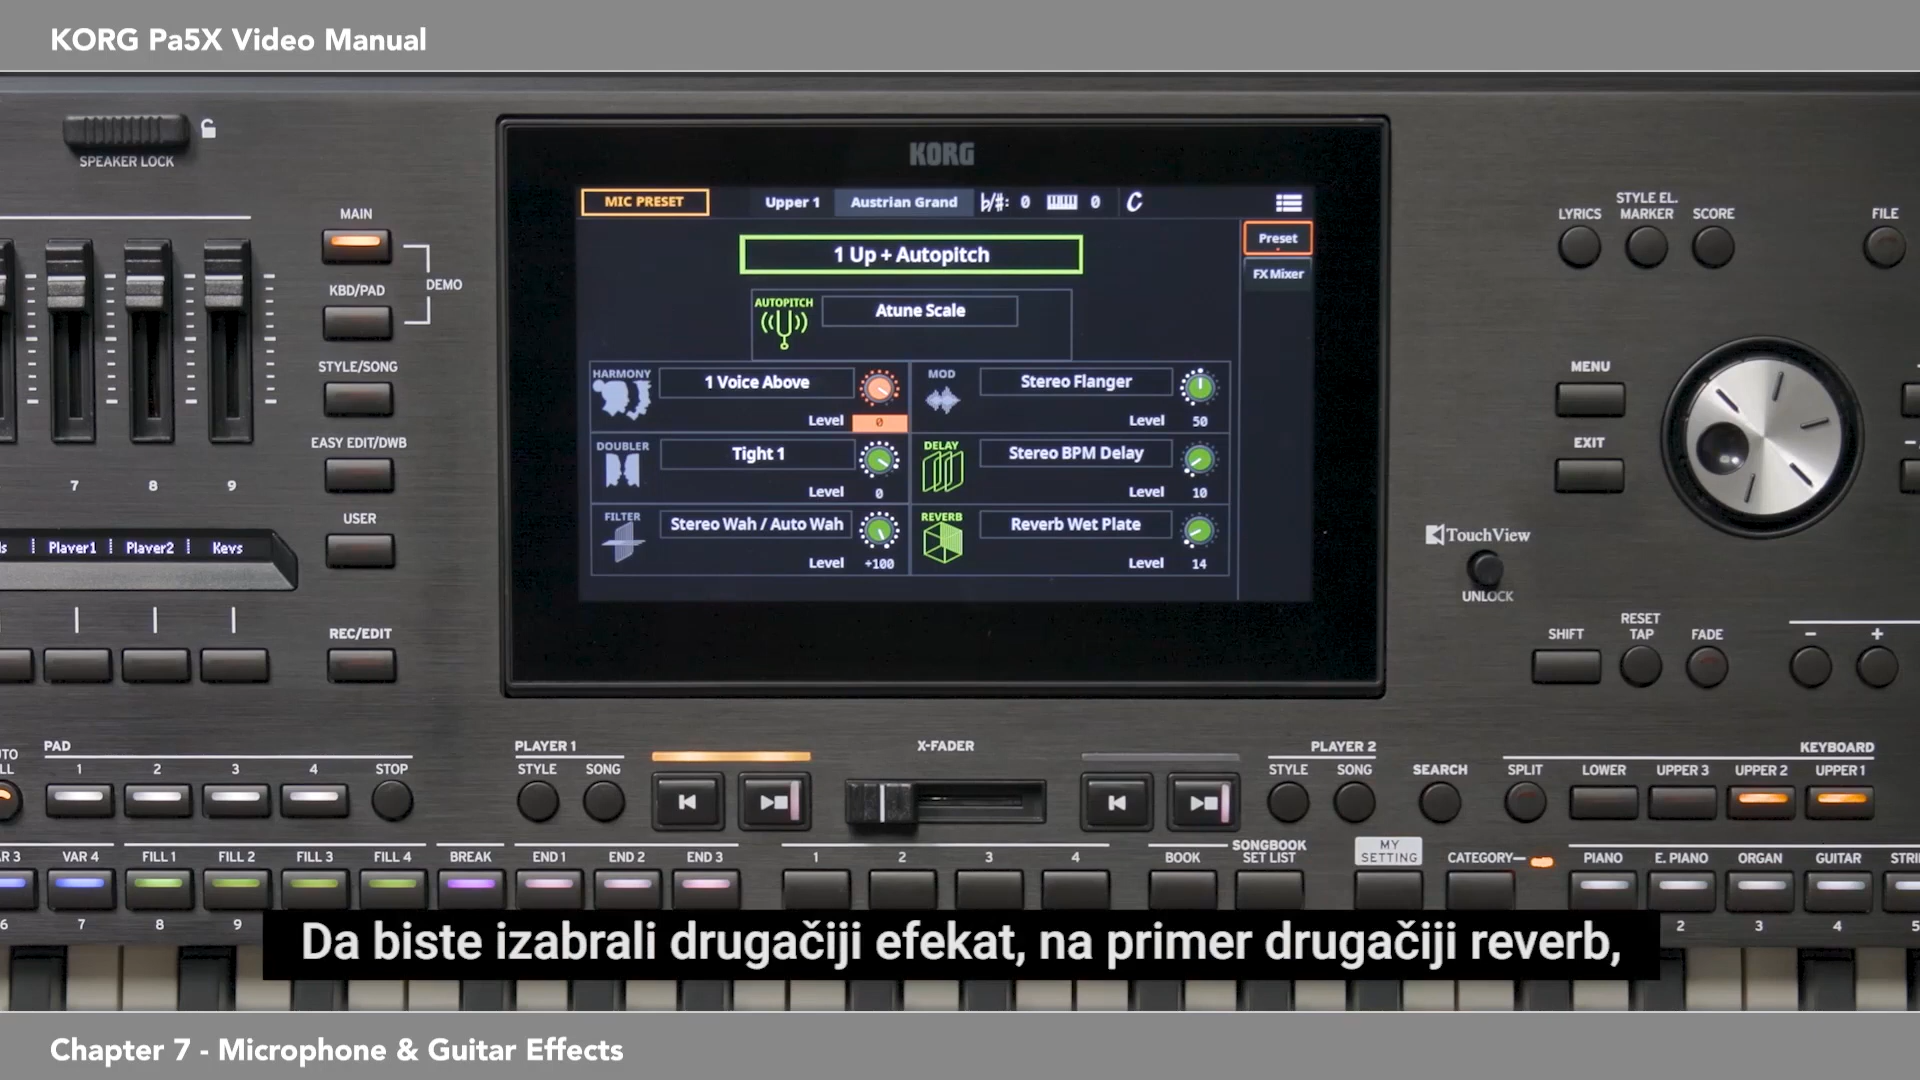 KORG Pa5X Video Manual
SPEAKER LOCK
MAIN
KBD/PAD
DEMO
STYLE/SONG
EASY EDIT/DWB
USER
REC/EDIT
7 8 9
Player1 Player2 Keys
KORG
MIC PRESET Upper 1 Austrian Grand b/#: 0 0
Preset
FX Mixer
1 Up + Autopitch
AUTOPITCH Atune Scale
HARMONY 1 Voice Above
Level 0
MOD Stereo Flanger
Level 50
DOUBLER Tight 1
Level 0
DELAY Stereo BPM Delay
Level 10
FILTER Stereo Wah / Auto Wah
Level +100
REVERB Reverb Wet Plate
Level 14
LYRICS
STYLE EL.
MARKER
SCORE
FILE
MENU
EXIT
TouchView
UNLOCK
SHIFT
RESET
TAP
FADE
- +
PAD
1 2 3 4 STOP
PLAYER 1
STYLE SONG
X-FADER
PLAYER 2
STYLE SONG
SEARCH
SPLIT
KEYBOARD
LOWER UPPER 3 UPPER 2 UPPER 1
VAR 4 FILL 1 FILL 2 FILL 3 FILL 4 BREAK END 1 END 2 END 3
1 2 3 4
SONGBOOK
BOOK SET LIST
MY
SETTING
CATEGORY
PIANO E. PIANO ORGAN GUITAR
6 7 8 9
2 3 4 5
Da biste izabrali drugačiji efekat, na primer drugačiji reverb,
Chapter 7 - Microphone & Guitar Effects